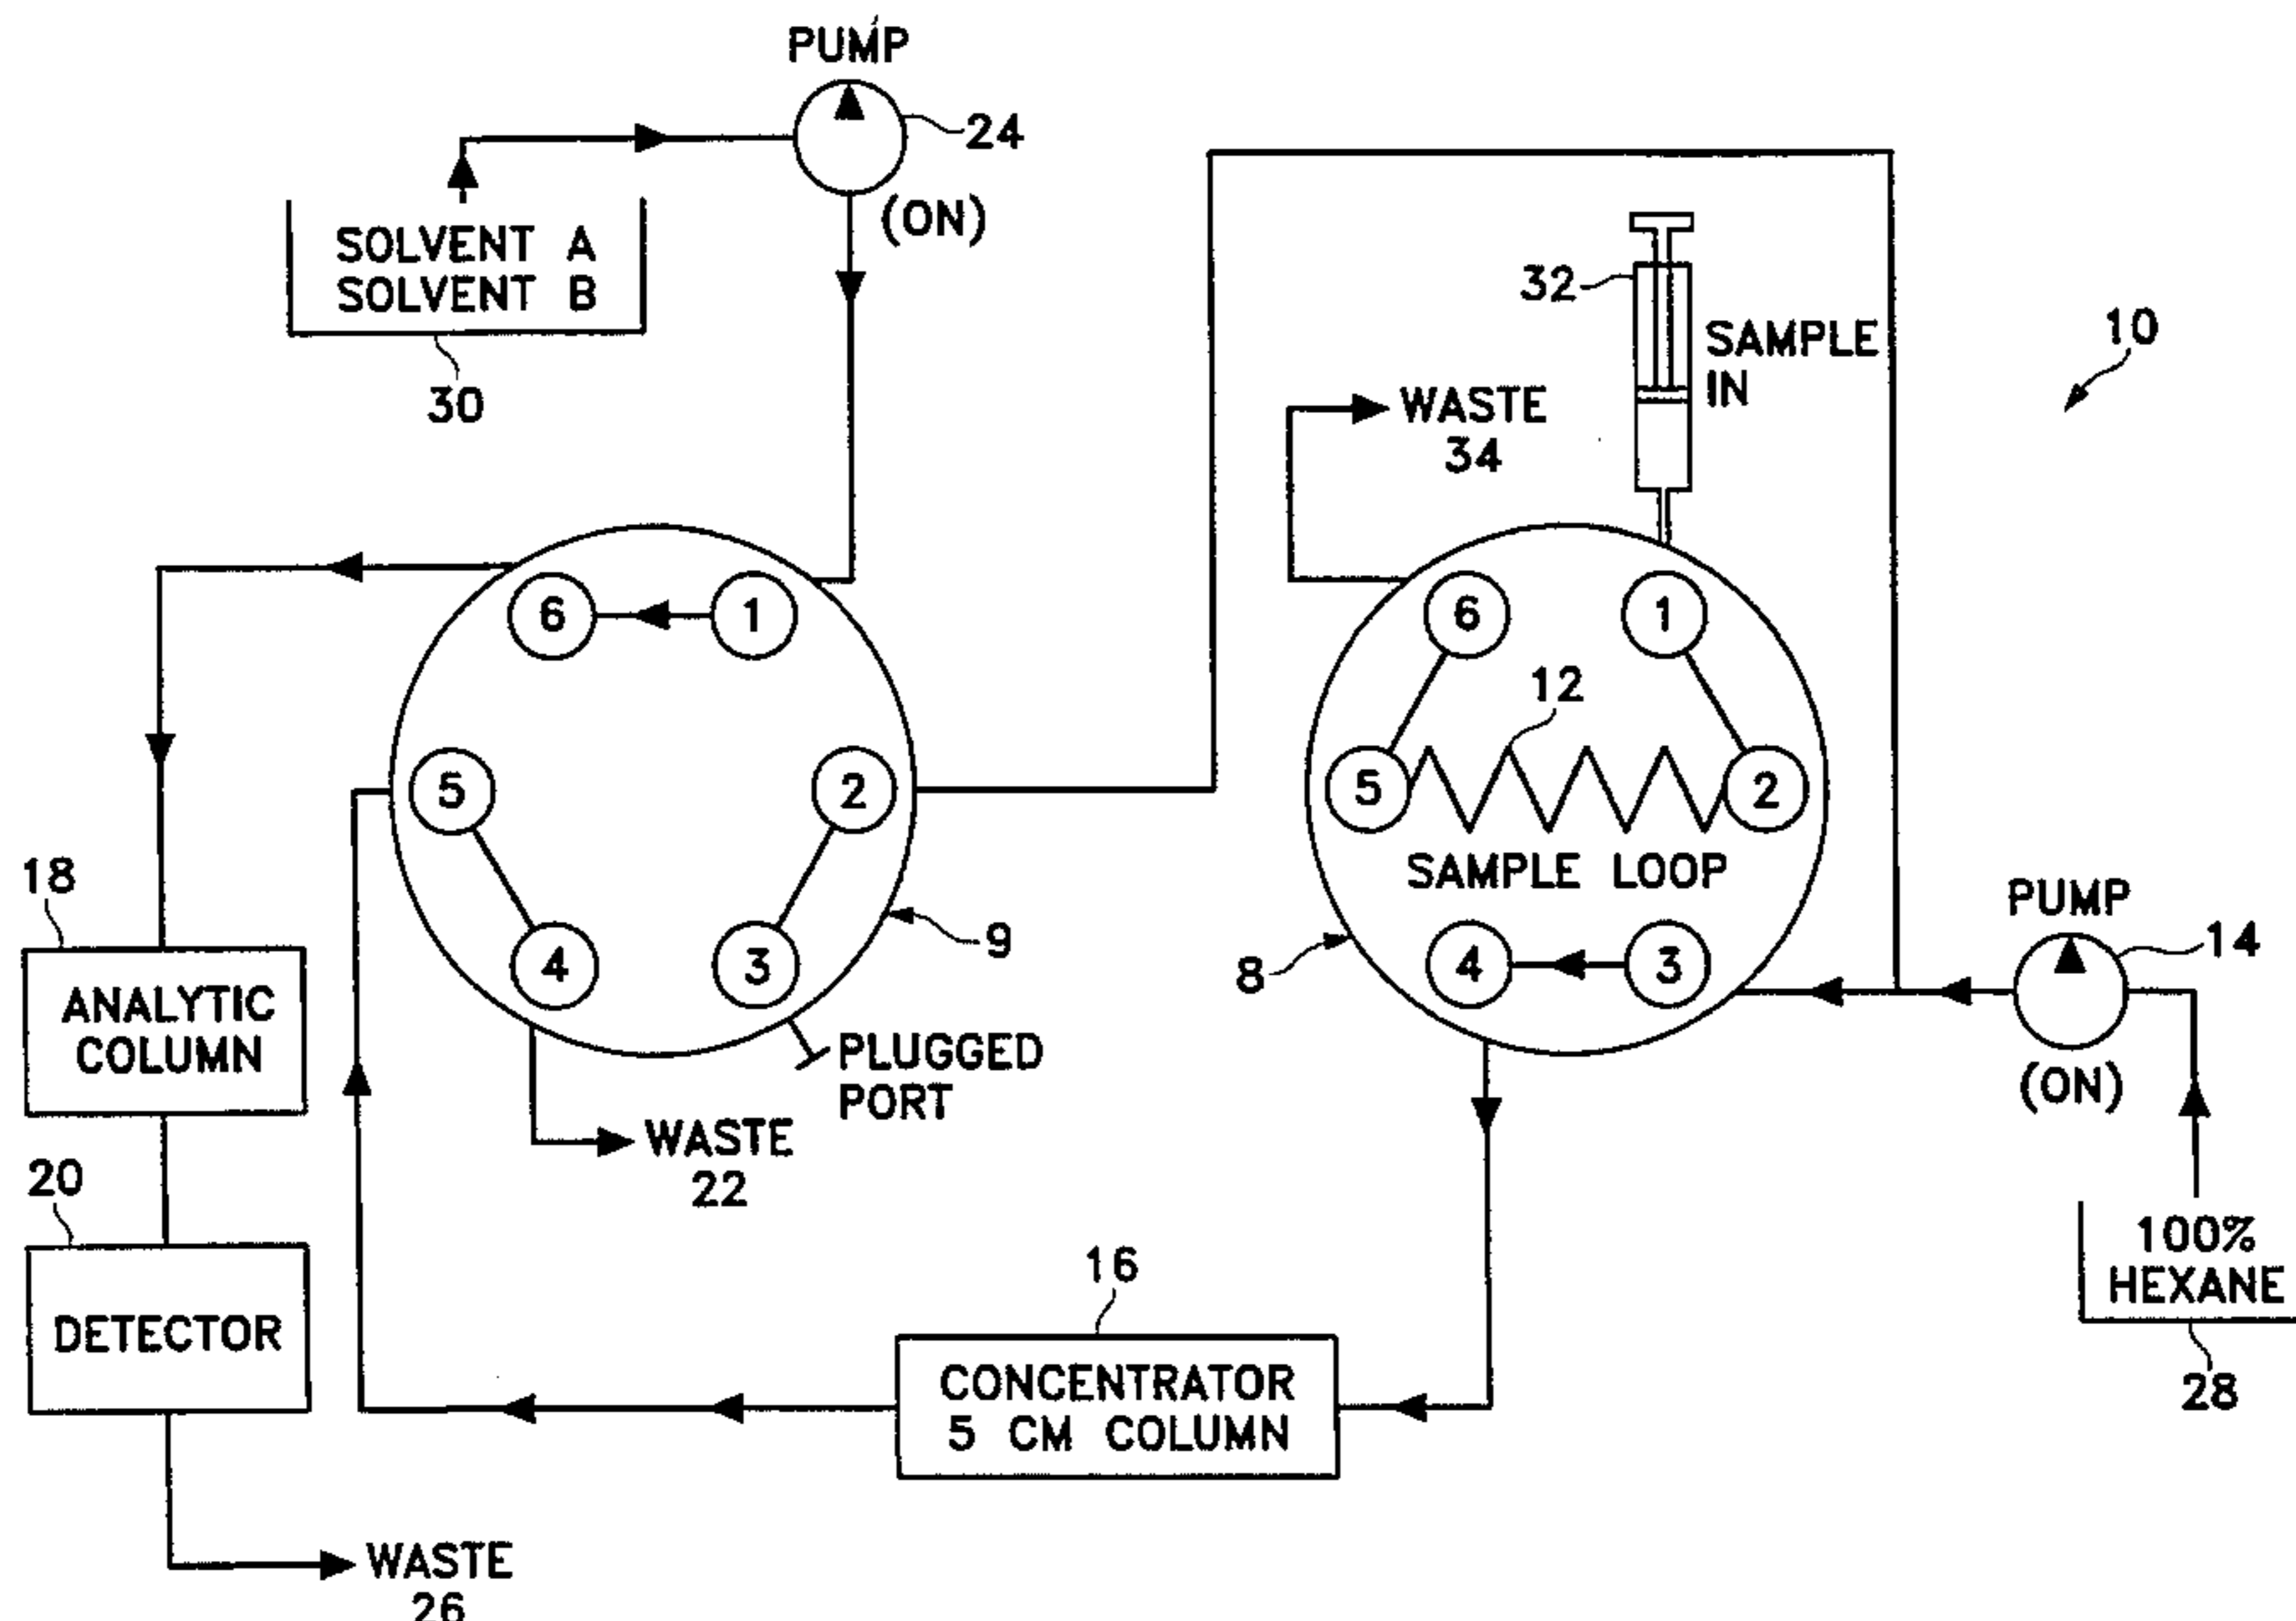 PUMP
24
(ON)
SOLVENT A
SOLVENT B
30
32
SAMPLE
IN
10
WASTE
34
6
1
5
2
4
3
9
PLUGGED
PORT
WASTE
22
6
1
12
5
2
SAMPLE LOOP
4
3
8
PUMP
14
(ON)
100%
HEXANE
28
18
ANALYTIC
COLUMN
20
DETECTOR
WASTE
26
16
CONCENTRATOR
5 CM COLUMN